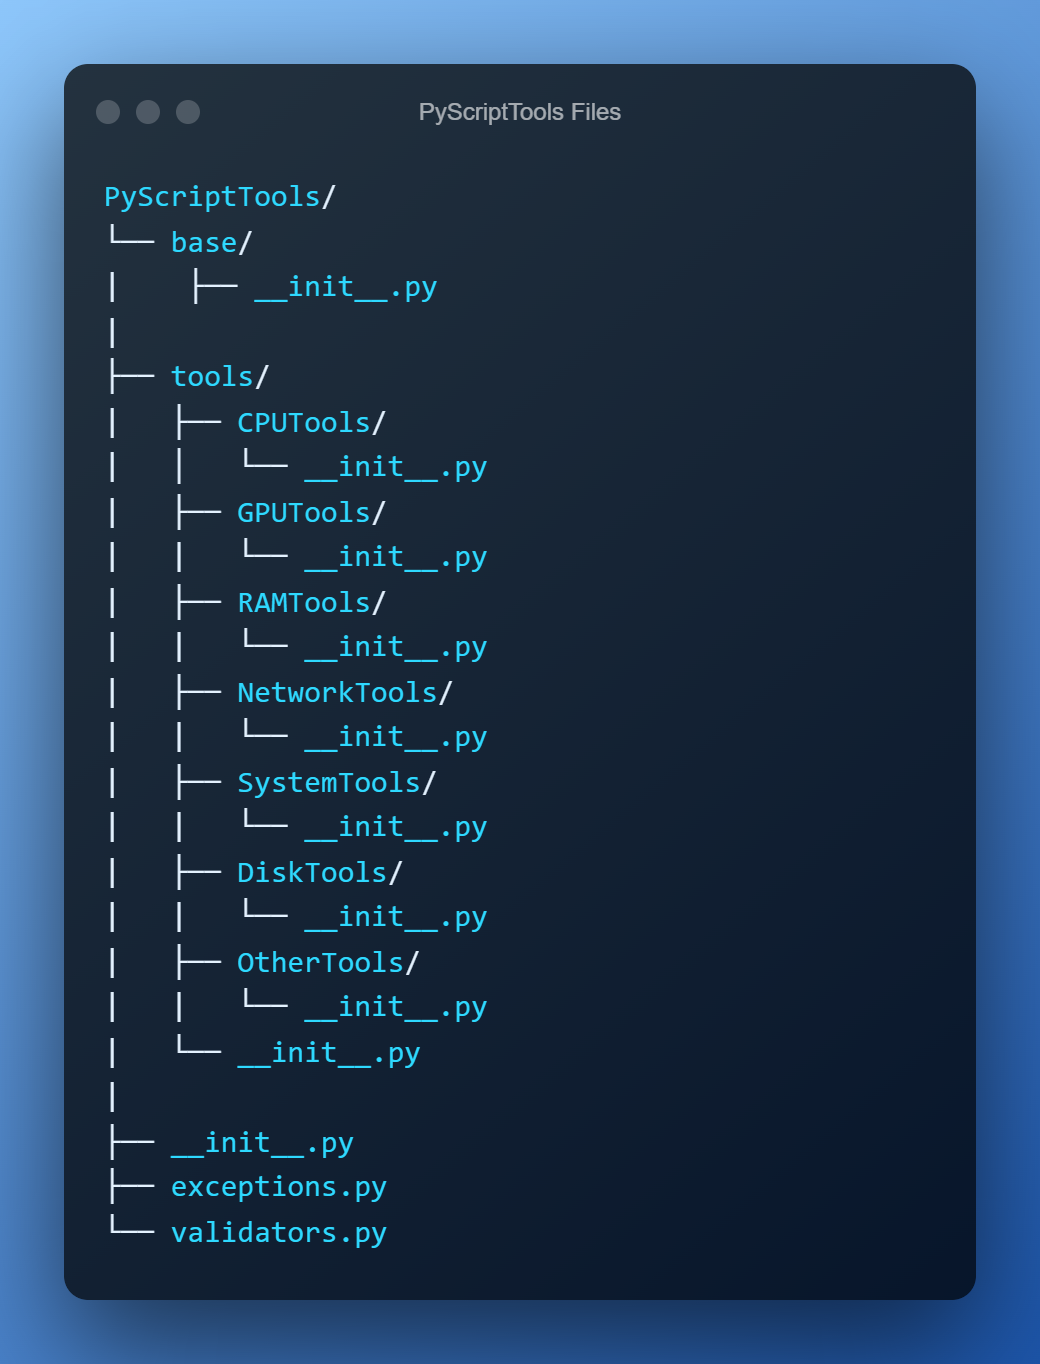 PyScriptTools Files
PyScriptTools/
└── base/
|    ├── __init__.py
|
├── tools/
|   ├── CPUTools/
|   |   └── __init__.py
|   ├── GPUTools/
|   |   └── __init__.py
|   ├── RAMTools/
|   |   └── __init__.py
|   ├── NetworkTools/
|   |   └── __init__.py
|   ├── SystemTools/
|   |   └── __init__.py
|   ├── DiskTools/
|   |   └── __init__.py
|   ├── OtherTools/
|   |   └── __init__.py
|   └── __init__.py
|
├── __init__.py
├── exceptions.py
└── validators.py